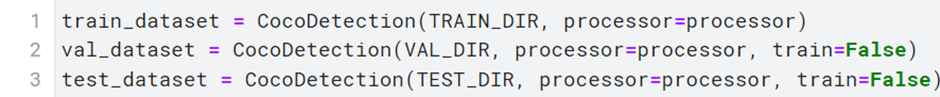 1 train_dataset = CocoDetection(TRAIN_DIR, processor=processor)
2 val_dataset = CocoDetection(VAL_DIR, processor=processor, train=False)
3 test_dataset = CocoDetection(TEST_DIR, processor=processor, train=False)